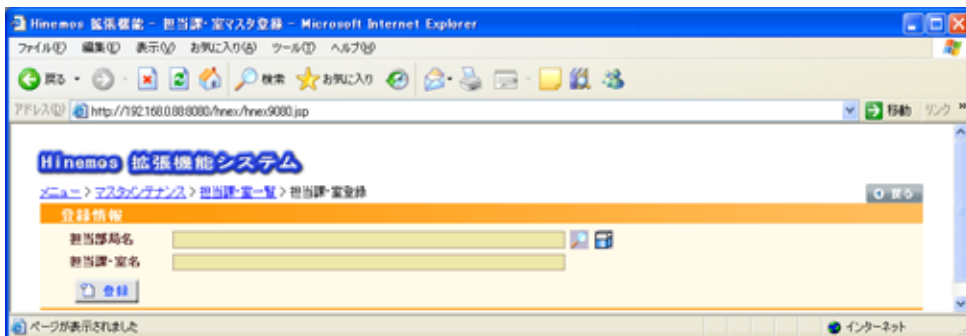 Hinemos 拡張機能 - 担当課・室マスタ登録 - Microsoft Internet Explorer
ファイル(F) 編集(E) 表示(V) お気に入り(A) ツール(T) ヘルプ(H)
戻る 検索 お気に入り
アドレス(D) http://192.168.0.88:8080/hnex/hnex9080.jsp 移動 リンク »
Hinemos 拡張機能システム
メニュー > マスタメンテナンス > 担当課・室一覧 > 担当課・室登録 戻る
登録情報
担当部局名
担当課・室名
登録
ページが表示されました インターネット